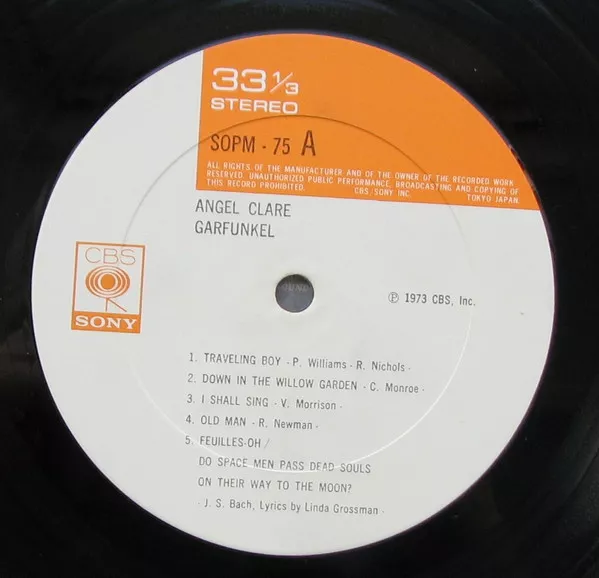 33 1/3
STEREO
SOPM - 75 A
ALL RIGHTS OF THE MANUFACTURER AND OF THE OWNER OF THE RECORDED WORK
RESERVED. UNAUTHORIZED PUBLIC PERFORMANCE, BROADCASTING AND COPYING OF
THIS RECORD PROHIBITED. CBS/SONY INC. TOKYO JAPAN.
ANGEL CLARE
GARFUNKEL
CBS
SONY
℗ 1973 CBS, Inc.
1. TRAVELING BOY - P. Williams - R. Nichols -
2. DOWN IN THE WILLOW GARDEN - C. Monroe -
3. I SHALL SING - V. Morrison -
4. OLD MAN - R. Newman -
5. FEUILLES-OH /
DO SPACE MEN PASS DEAD SOULS
ON THEIR WAY TO THE MOON?
- J. S. Bach, Lyrics by Linda Grossman -